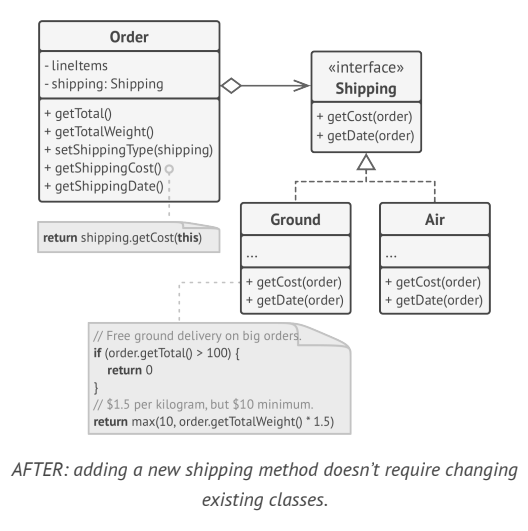 Order
- lineItems
- shipping: Shipping
+ getTotal()
+ getTotalWeight()
+ setShippingType(shipping)
+ getShippingCost()
+ getShippingDate()
return shipping.getCost(this)
«interface»
Shipping
+ getCost(order)
+ getDate(order)
Ground
...
+ getCost(order)
+ getDate(order)
Air
...
+ getCost(order)
+ getDate(order)
// Free ground delivery on big orders.
if (order.getTotal() > 100) {
return 0
}
// $1.5 per kilogram, but $10 minimum.
return max(10, order.getTotalWeight() * 1.5)
AFTER: adding a new shipping method doesn’t require changing
existing classes.